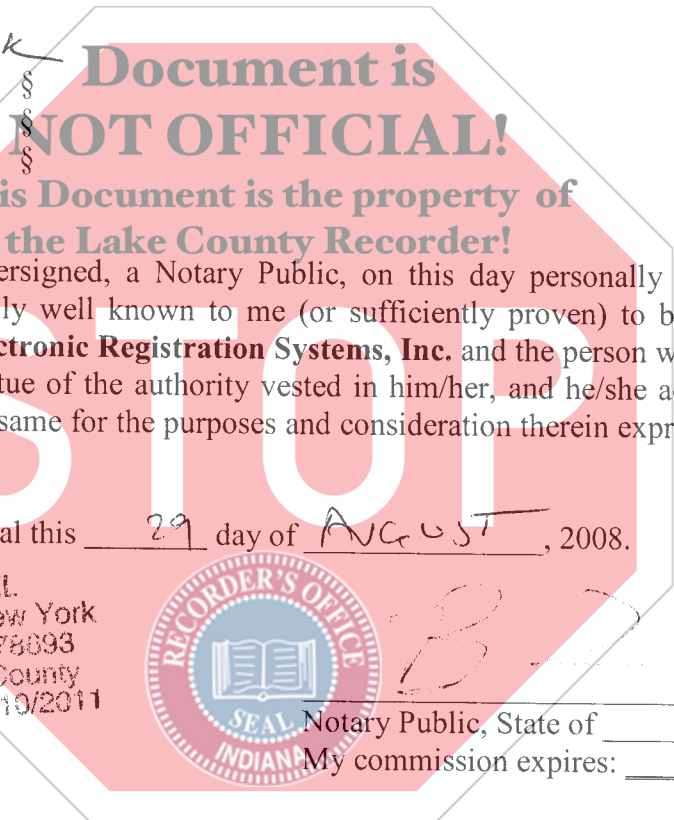 k
§
Document is
§
NOT OFFICIAL!
§
is Document is the property of
the Lake County Recorder!
ersigned, a Notary Public, on this day personally
ly well known to me (or sufficiently proven) to b
ctronic Registration Systems, Inc. and the person w
tue of the authority vested in him/her, and he/she a
same for the purposes and consideration therein expr
STOP
al this 29 day of AUGUST, 2008.
L
ew York
78093
County
10/2011
RECORDER'S OFFICE
SEAL
INDIANA
Notary Public, State of
My commission expires: